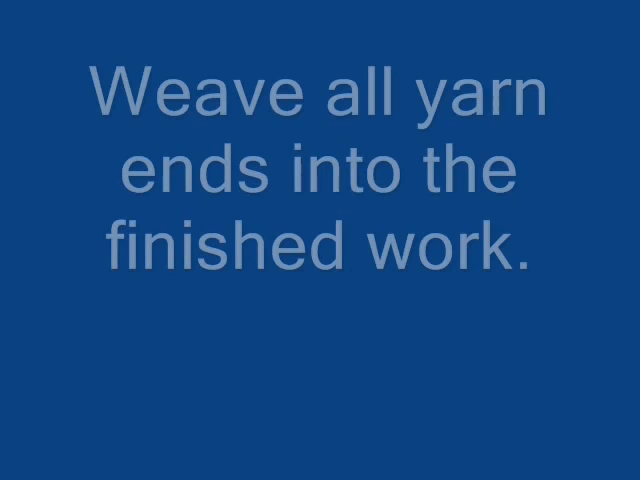 Weave all yarn
ends into the
finished work.